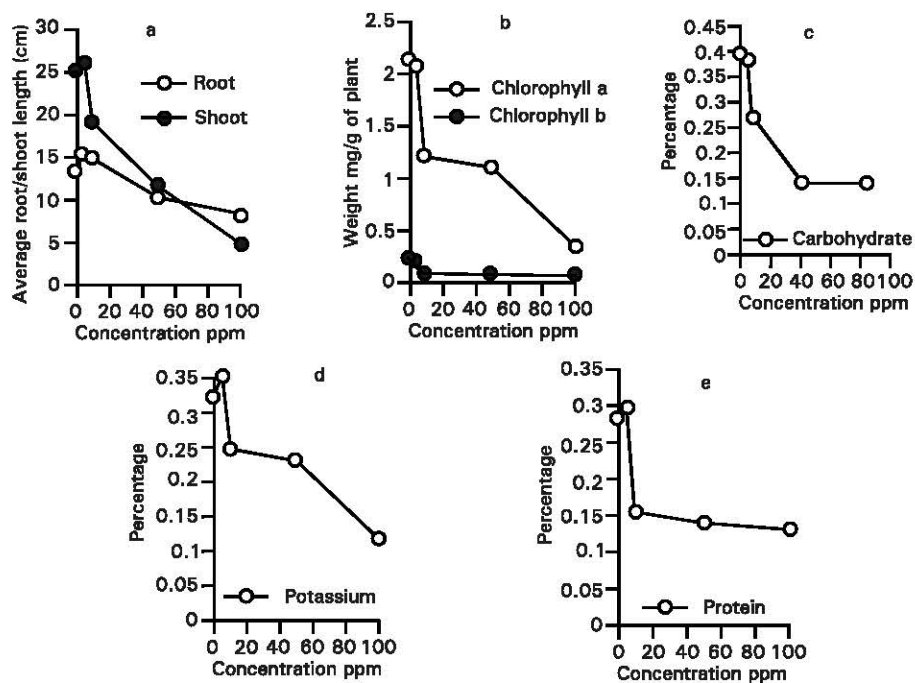 a
Average root/shoot length (cm)
30
25
20
15
10
5
0
Root
Shoot
0 20 40 60 80 100
Concentration ppm
b
Weight mg/g of plant
2.5
2
1.5
1
0.5
0
Chlorophyll a
Chlorophyll b
0 20 40 60 80 100
Concentration ppm
c
Percentage
0.45
0.4
0.35
0.3
0.25
0.15
0.1
0.05
0
Carbohydrate
0 20 40 60 80 100
Concentration ppm
d
Percentage
0.35
0.3
0.25
0.2
0.15
0.1
0.05
0
Potassium
0 20 40 60 80 100
Concentration ppm
e
Percentage
0.35
0.3
0.25
0.2
0.15
0.1
0.05
0
Protein
0 20 40 60 80 100
Concentration ppm